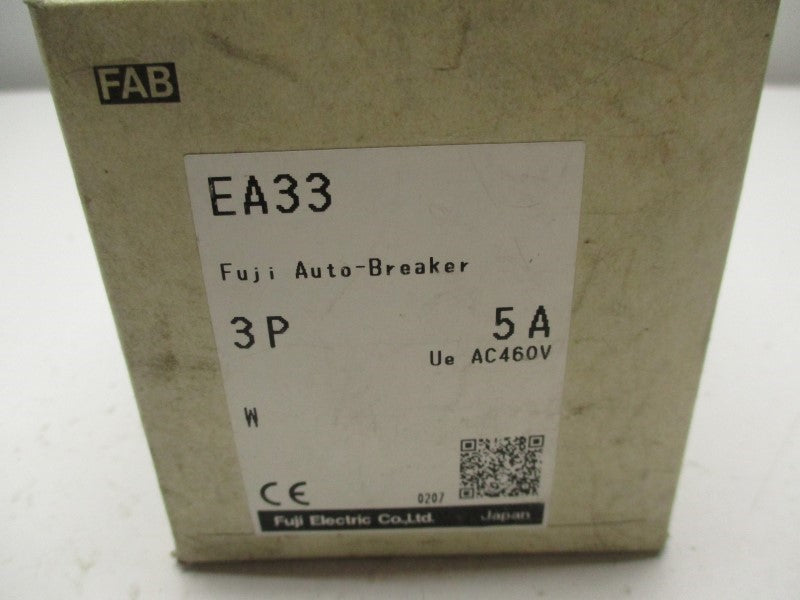 FAB
EA33
Fuji Auto-Breaker
3P 5A
Ue AC460V
W
CE 0207
Fuji Electric Co.,Ltd. Japan